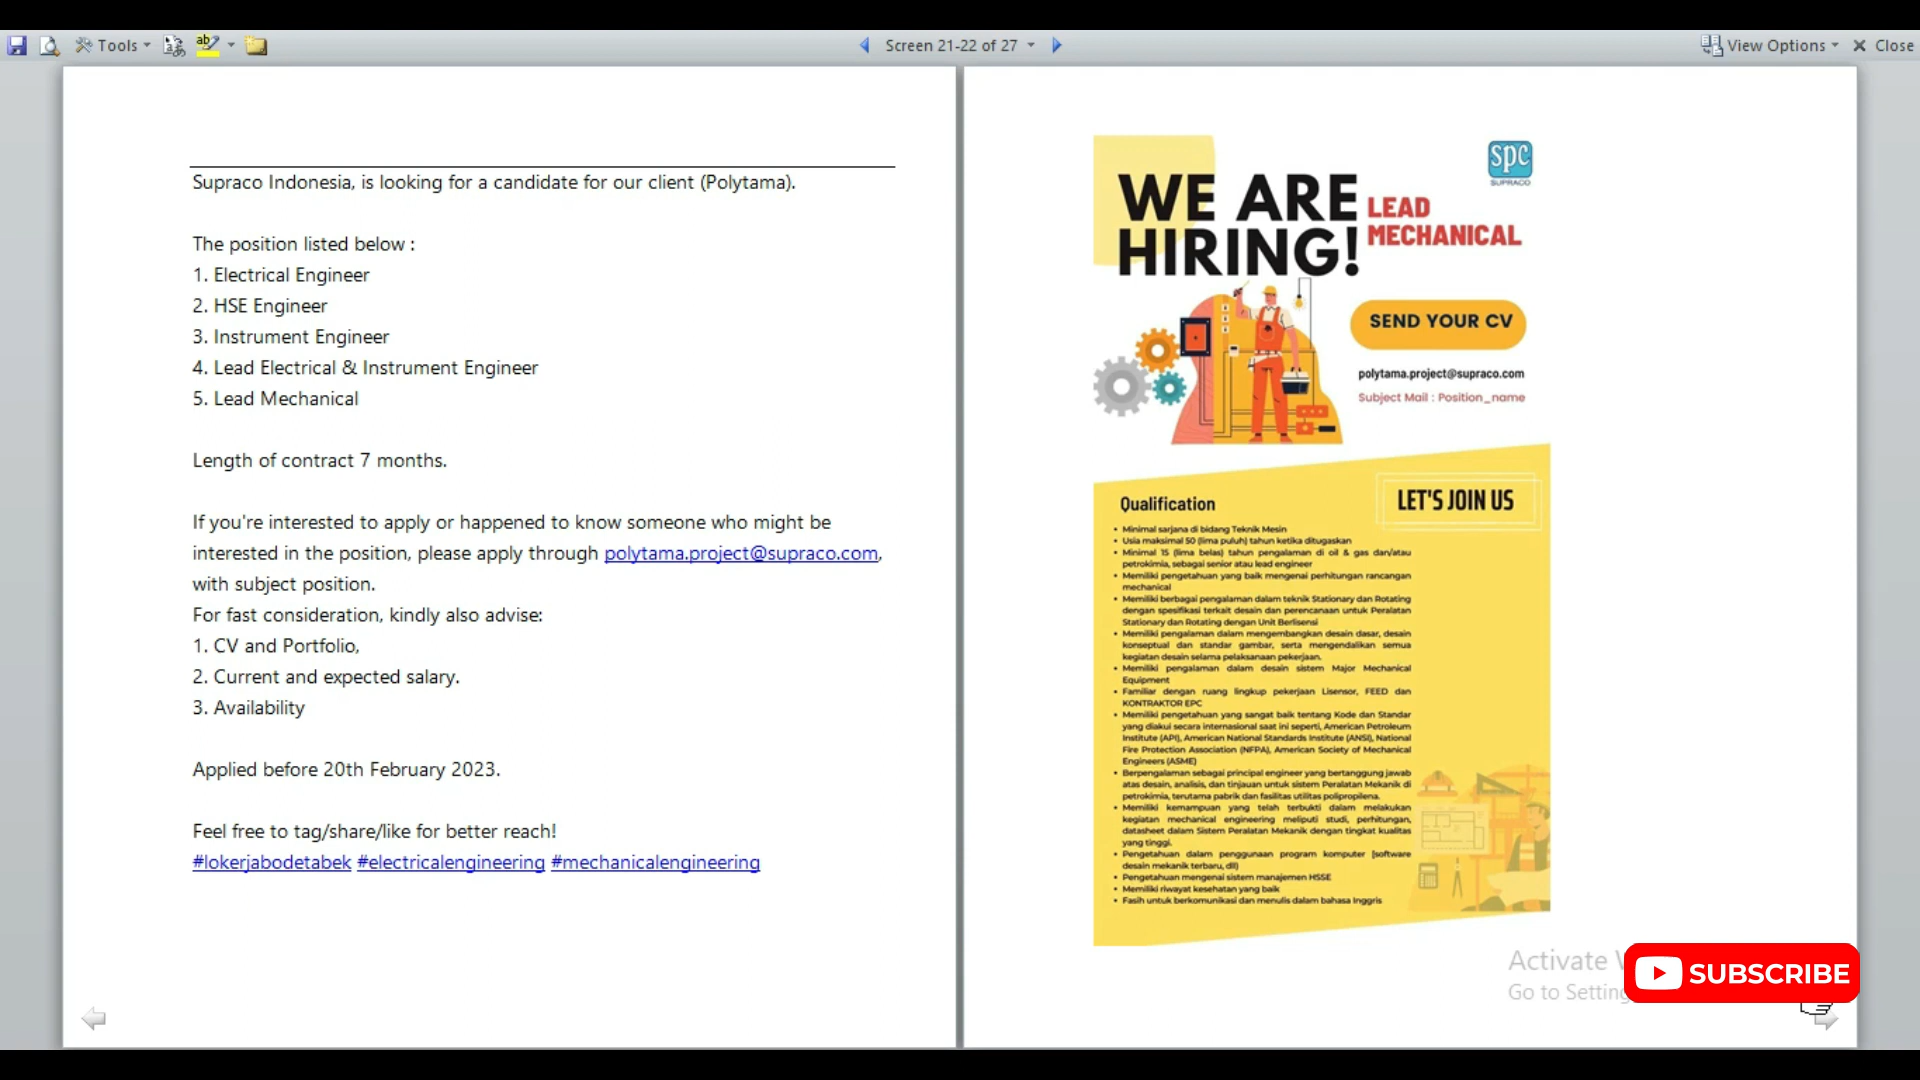 Tools
Screen 21-22 of 27
View Options
Close
Supraco Indonesia, is looking for a candidate for our client (Polytama).
The position listed below :
1. Electrical Engineer
2. HSE Engineer
3. Instrument Engineer
4. Lead Electrical & Instrument Engineer
5. Lead Mechanical
Length of contract 7 months.
If you're interested to apply or happened to know someone who might be
interested in the position, please apply through polytama.project@supraco.com,
with subject position.
For fast consideration, kindly also advise:
1. CV and Portfolio,
2. Current and expected salary.
3. Availability
Applied before 20th February 2023.
Feel free to tag/share/like for better reach!
#lokerjabodetabek #electricalengineering #mechanicalengineering
spc
SUPRACO
WE ARE
HIRING!
LEAD
MECHANICAL
SEND YOUR CV
polytama.project@supraco.com
Subject Mail : Position_name
LET'S JOIN US
Qualification
• Minimal sarjana di bidang Teknik Mesin
• Usia maksimal 50 (lima puluh) tahun ketika ditugaskan
• Minimal 15 (lima belas) tahun pengalaman di oil & gas dan/atau
petrokimia, sebagai senior atau lead engineer
• Memiliki pengetahuan yang baik mengenai perhitungan rancangan
mechanical
• Memiliki berbagai pengalaman dalam teknik Stationary dan Rotating
dengan spesifikasi terkait desain dan perencanaan untuk Peralatan
Stationary dan Rotating dengan Unit Berlisensi
• Memiliki pengalaman dalam mengembangkan desain dasar, desain
konseptual dan standar gambar, serta mengendalikan semua
kegiatan desain selama pelaksanaan pekerjaan.
• Memiliki pengalaman dalam desain sistem Major Mechanical
Equipment
• Familiar dengan ruang lingkup pekerjaan Lisensor, FEED dan
KONTRAKTOR EPC
• Memiliki pengetahuan yang sangat baik tentang Kode dan Standar
yang diakui secara internasional saat ini seperti, American Petroleum
Institute (API), American National Standards Institute (ANSI), National
Fire Protection Association (NFPA), American Society of Mechanical
Engineers (ASME)
• Berpengalaman sebagai principal engineer yang bertanggung jawab
atas desain, analisis, dan tinjauan untuk sistem Peralatan Mekanik di
petrokimia, terutama pabrik dan fasilitas utilitas polipropilena.
• Memiliki kemampuan yang telah terbukti dalam melakukan
kegiatan mechanical engineering meliputi studi, perhitungan,
datasheet dalam Sistem Peralatan Mekanik dengan tingkat kualitas
yang tinggi.
• Pengetahuan dalam penggunaan program komputer [software
desain mekanik terbaru, dll)
• Pengetahuan mengenai sistem manajemen HSSE
• Memiliki riwayat kesehatan yang baik
• Fasih untuk berkomunikasi dan menulis dalam bahasa Inggris
Activate
Go to Setting
SUBSCRIBE